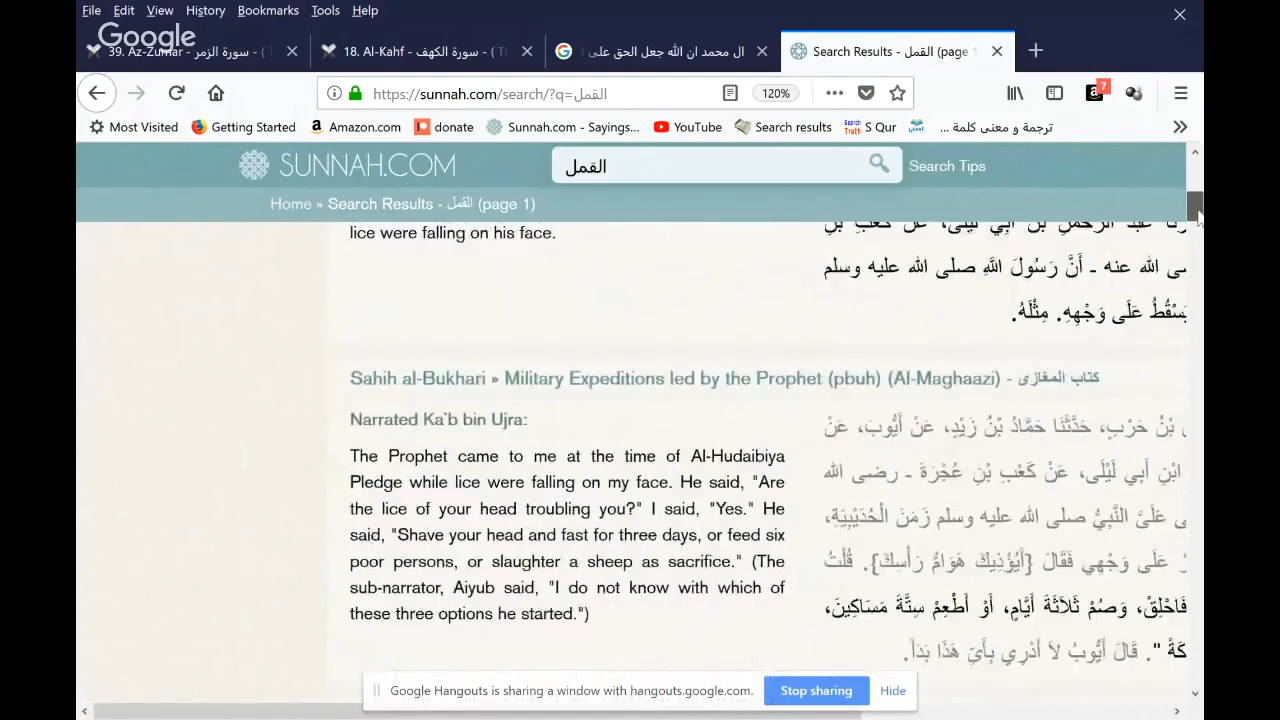 File Edit View History Bookmarks Tools Help
Google
39. Az-Zumar - سورة الزمر - ( T
18. Al-Kahf - سورة الكهف - ( Th
ال محمد ان الله جعل الحق على ل
Search Results - القمل (page 1
https://sunnah.com/search/?q=القمل
120%
7
Most Visited Getting Started Amazon.com donate Sunnah.com - Sayings... YouTube Search results Search Truth S Qur ترجمة و معنى كلمة ...
SUNNAH.COM
القمل
Search Tips
Home » Search Results - القمل (page 1)
lice were falling on his face.
عَبْدُ الرَّحْمَنِ بْنُ أَبِي لَيْلَى، عَنْ كَعْبِ بْنِ
الله عنه ـ أَنَّ رَسُولَ اللَّهِ صلى الله عليه وسلم
يَسْقُطُ عَلَى وَجْهِهِ. مِثْلَهُ.
Sahih al-Bukhari » Military Expeditions led by the Prophet (pbuh) (Al-Maghaazi) - كتاب المغازى
Narrated Ka`b bin Ujra:
The Prophet came to me at the time of Al-Hudaibiya
Pledge while lice were falling on my face. He said, "Are
the lice of your head troubling you?" I said, "Yes." He
said, "Shave your head and fast for three days, or feed six
poor persons, or slaughter a sheep as sacrifice." (The
sub-narrator, Aiyub said, "I do not know with which of
these three options he started.")
بْنُ حَرْبٍ، حَدَّثَنَا حَمَّادُ بْنُ زَيْدٍ، عَنْ أَيُّوبَ، عَنْ
ابْنِ أَبِي لَيْلَى، عَنْ كَعْبِ بْنِ عُجْرَةَ ـ رضى الله
عَلَىَّ النَّبِيُّ صلى الله عليه وسلم زَمَنَ الْحُدَيْبِيَةِ،
عَلَى وَجْهِي فَقَالَ {أَيُؤْذِيكَ هَوَامُّ رَأْسِكَ}. قُلْتُ
فَاحْلِقْ، وَصُمْ ثَلاَثَةَ أَيَّامٍ، أَوْ أَطْعِمْ سِتَّةَ مَسَاكِينَ،
". قَالَ أَيُّوبُ لاَ أَدْرِي بِأَىِّ هَذَا بَدَأَ.
Google Hangouts is sharing a window with hangouts.google.com. Stop sharing Hide